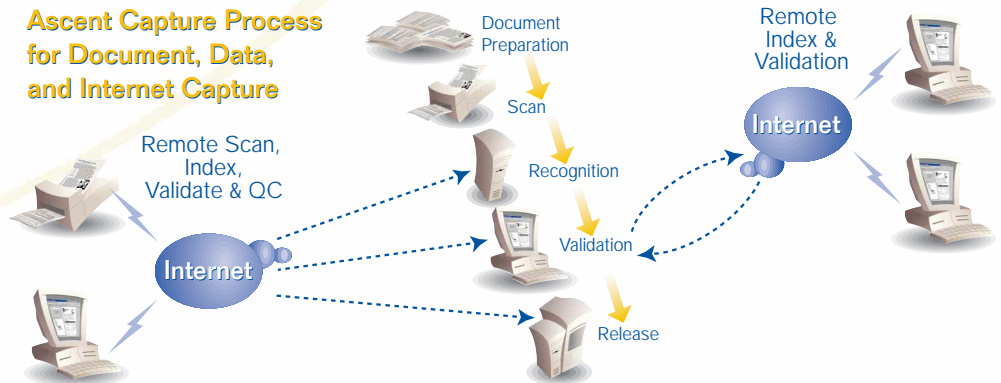 Ascent Capture Process
for Document, Data,
and Internet Capture
Document
Preparation
Scan
Recognition
Validation
Release
Remote Scan,
Index,
Validate & QC
Internet
Remote
Index &
Validation
Internet